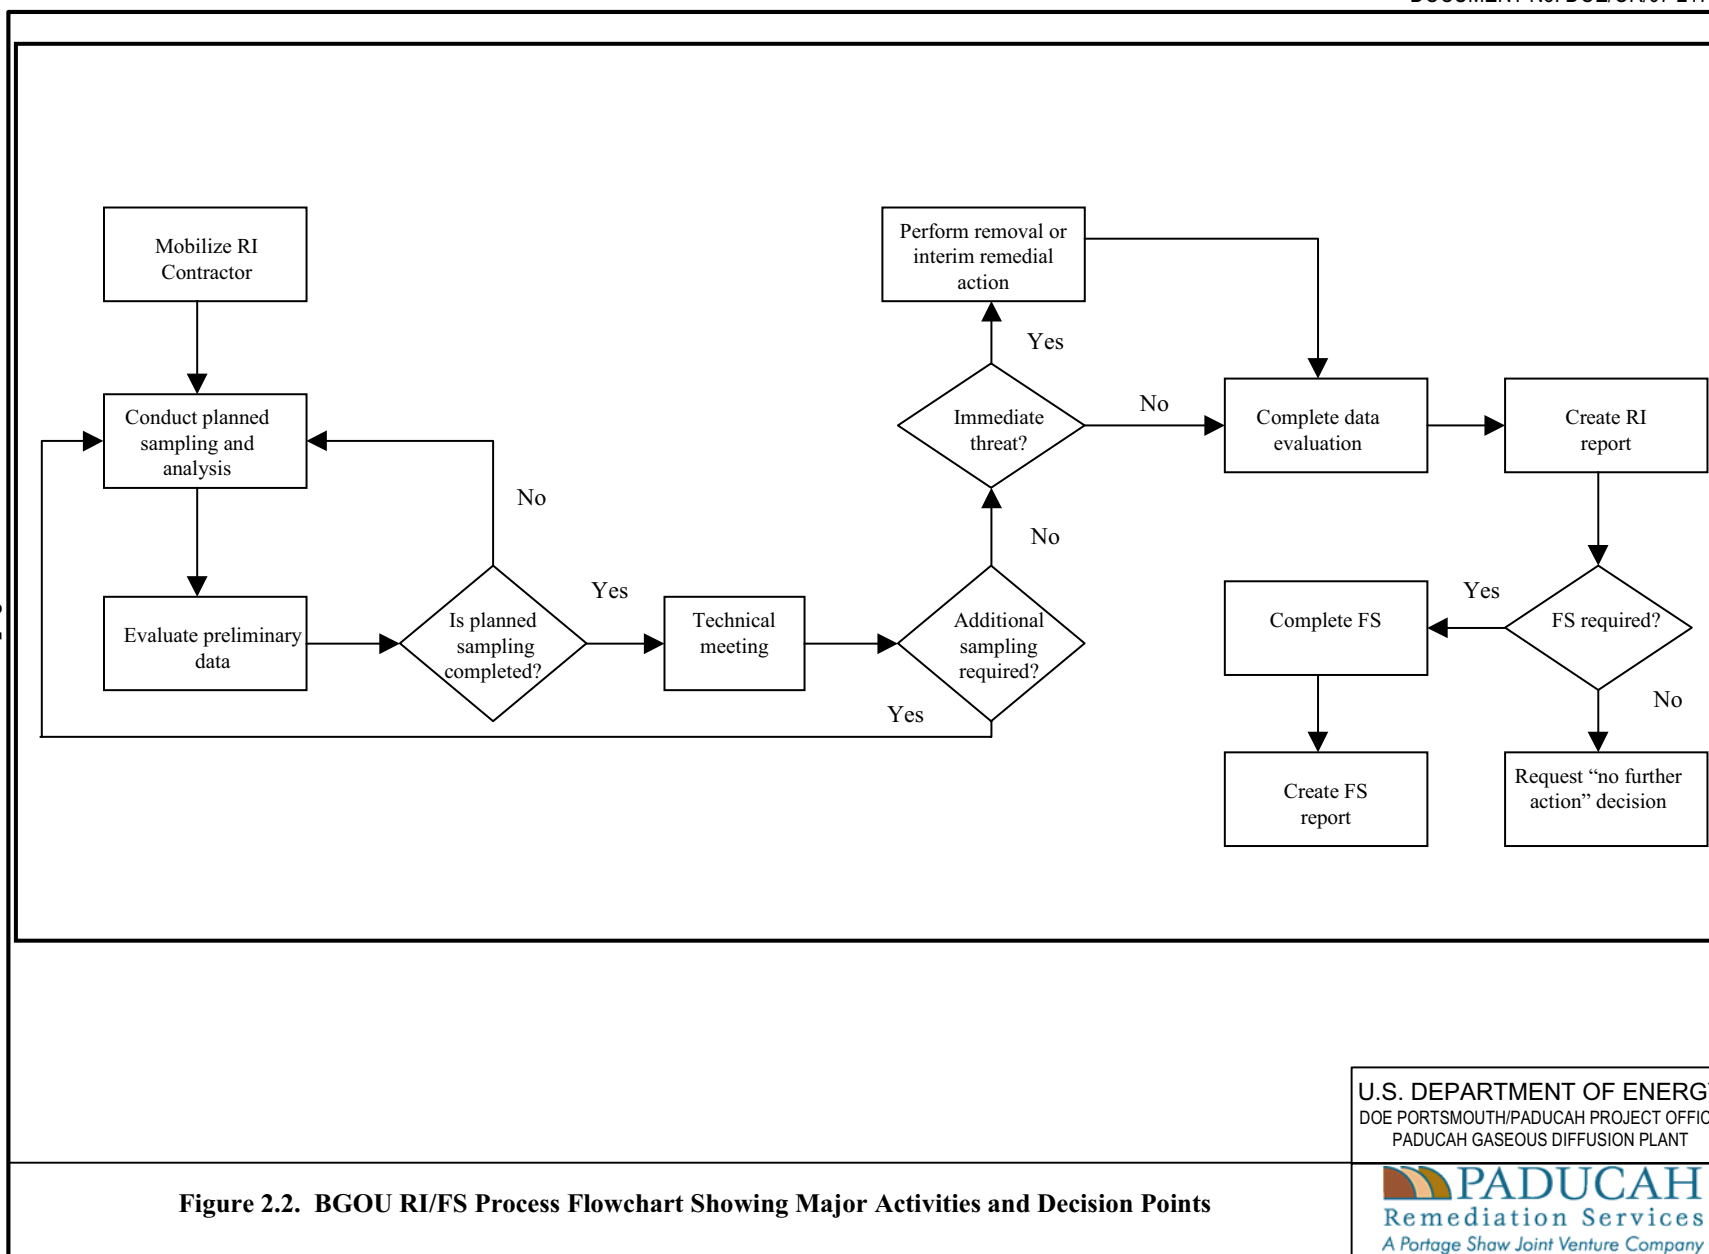 Mobilize RI
Contractor
Conduct planned
sampling and
analysis
No
Evaluate preliminary
data
Is planned
sampling
completed?
Yes
Technical
meeting
Additional
sampling
required?
Yes
No
Immediate
threat?
Yes
Perform removal or
interim remedial
action
No
Complete data
evaluation
Create RI
report
FS required?
Yes
Complete FS
Create FS
report
No
Request “no further
action” decision
U.S. DEPARTMENT OF
DOE PORTSMOUTH/PADUCAH PROJECT
PADUCAH GASEOUS DIFFUSION PLANT
Figure 2.2. BGOU RI/FS Process Flowchart Showing Major Activities and Decision Points
PADUCAH
Remediation Services
A Portage Shaw Joint Venture Company